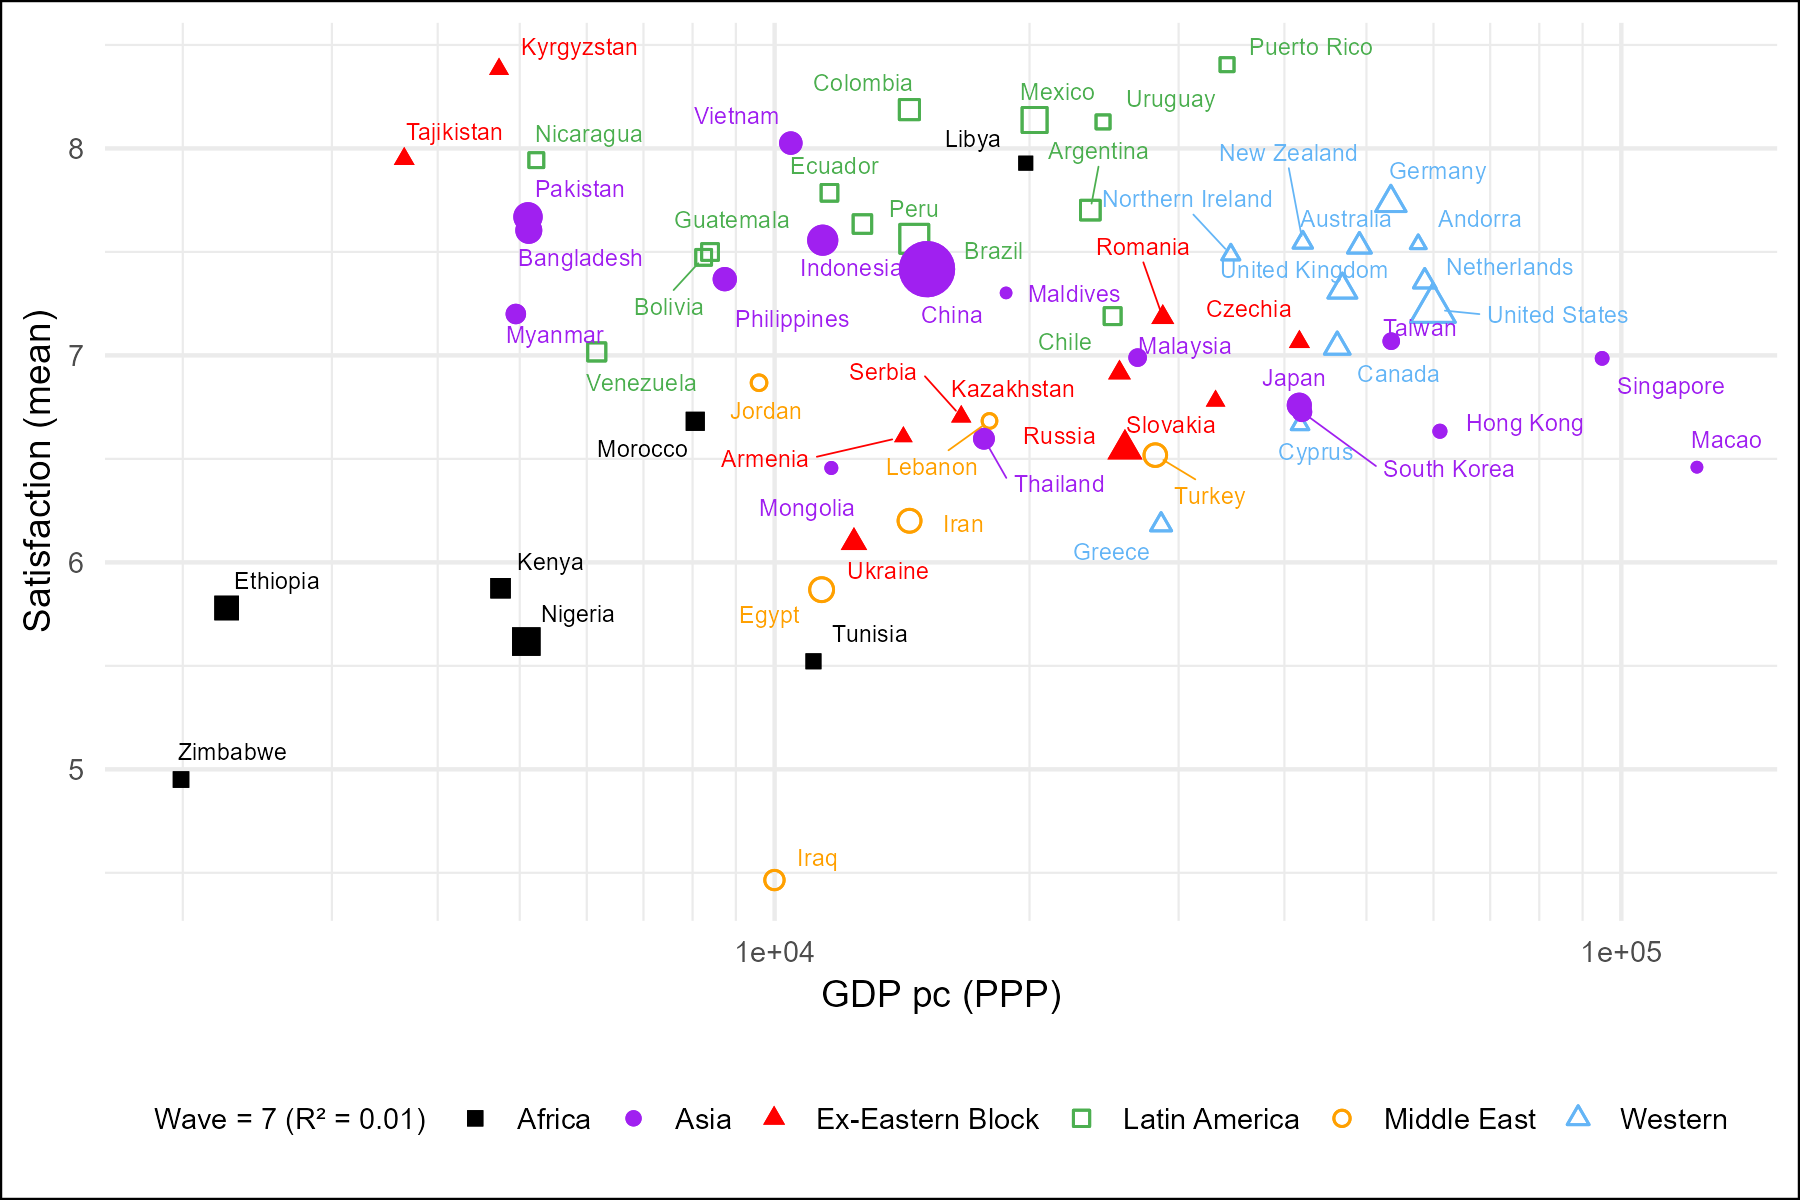 Kyrgyzstan
Puerto Rico
Colombia
Mexico
Uruguay
Vietnam
Tajikistan
Nicaragua
Libya
8
Argentina
New Zealand
Ecuador
Germany
Pakistan
Northern Ireland
Peru
Guatemala
Australia
Andorra
Romania
Brazil
Bangladesh
Indonesia
United Kingdom
Netherlands
Maldives
Bolivia
Czechia
China
United States
Philippines
Taiwan
Myanmar
Chile
Malaysia
7
Serbia
Canada
Japan
Venezuela
Kazakhstan
Singapore
Jordan
Hong Kong
Slovakia
Russia
Macao
Morocco
Cyprus
Armenia
Lebanon
South Korea
Thailand
Turkey
Mongolia
Iran
Greece
6
Kenya
Ukraine
Ethiopia
Nigeria
Egypt
Tunisia
Zimbabwe
5
Iraq
Satisfaction (mean)
1e+04
1e+05
GDP pc (PPP)
Wave = 7 (R² = 0.01) Africa Asia Ex-Eastern Block Latin America Middle East Western